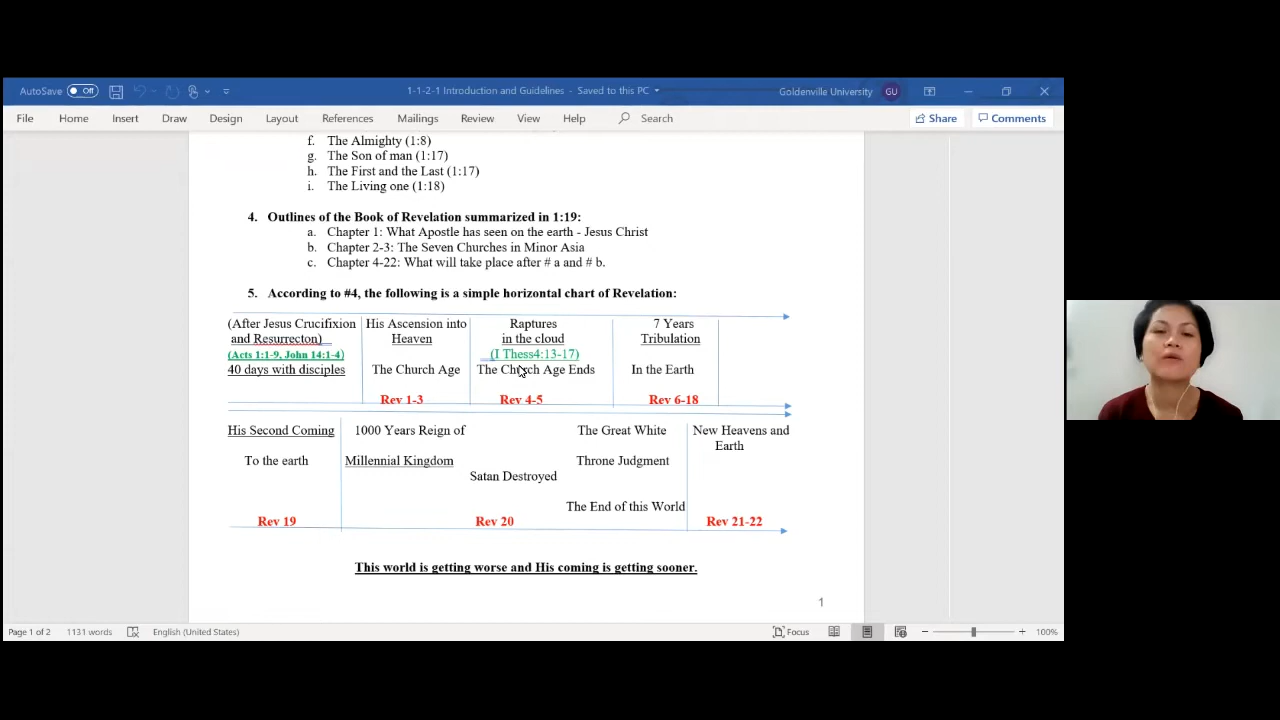 AutoSave Off 1-1-2-1 Introduction and Guidelines - Saved to this PC Goldenville University GU
File Home Insert Draw Design Layout References Mailings Review View Help Search Share Comments
f. The Almighty (1:8)
g. The Son of man (1:17)
h. The First and the Last (1:17)
i. The Living one (1:18)
4. Outlines of the Book of Revelation summarized in 1:19:
a. Chapter 1: What Apostle has seen on the earth - Jesus Christ
b. Chapter 2-3: The Seven Churches in Minor Asia
c. Chapter 4-22: What will take place after # a and # b.
5. According to #4, the following is a simple horizontal chart of Revelation:
(After Jesus Crucifixion His Ascension into Raptures 7 Years
and Resurrecton) Heaven in the cloud Tribulation
(Acts 1:1-9, John 14:1-4) (I Thess4:13-17)
40 days with disciples The Church Age The Church Age Ends In the Earth
Rev 1-3 Rev 4-5 Rev 6-18
His Second Coming 1000 Years Reign of The Great White New Heavens and
Earth
To the earth Millennial Kingdom Throne Judgment
Satan Destroyed
The End of this World
Rev 19 Rev 20 Rev 21-22
This world is getting worse and His coming is getting sooner.
1
Page 1 of 2 1131 words English (United States) Focus 100%